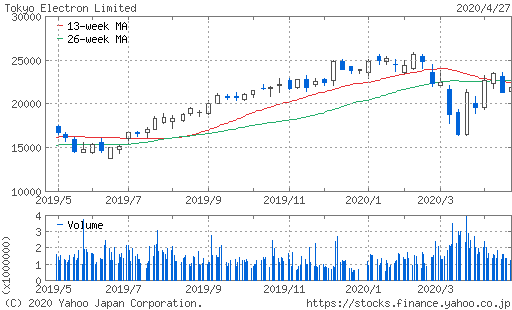 Tokyo Electron Limited 2020/4/27
30000
13-week MA
26-week MA
25000
20000
15000
10000
2019/5 2019/7 2019/9 2019/11 2020/1 2020/3
4
Volume
3
2
1
0
(x1000000)
2019/5 2019/7 2019/9 2019/11 2020/1 2020/3
(C) 2020 Yahoo Japan Corporation. https://stocks.finance.yahoo.co.jp/